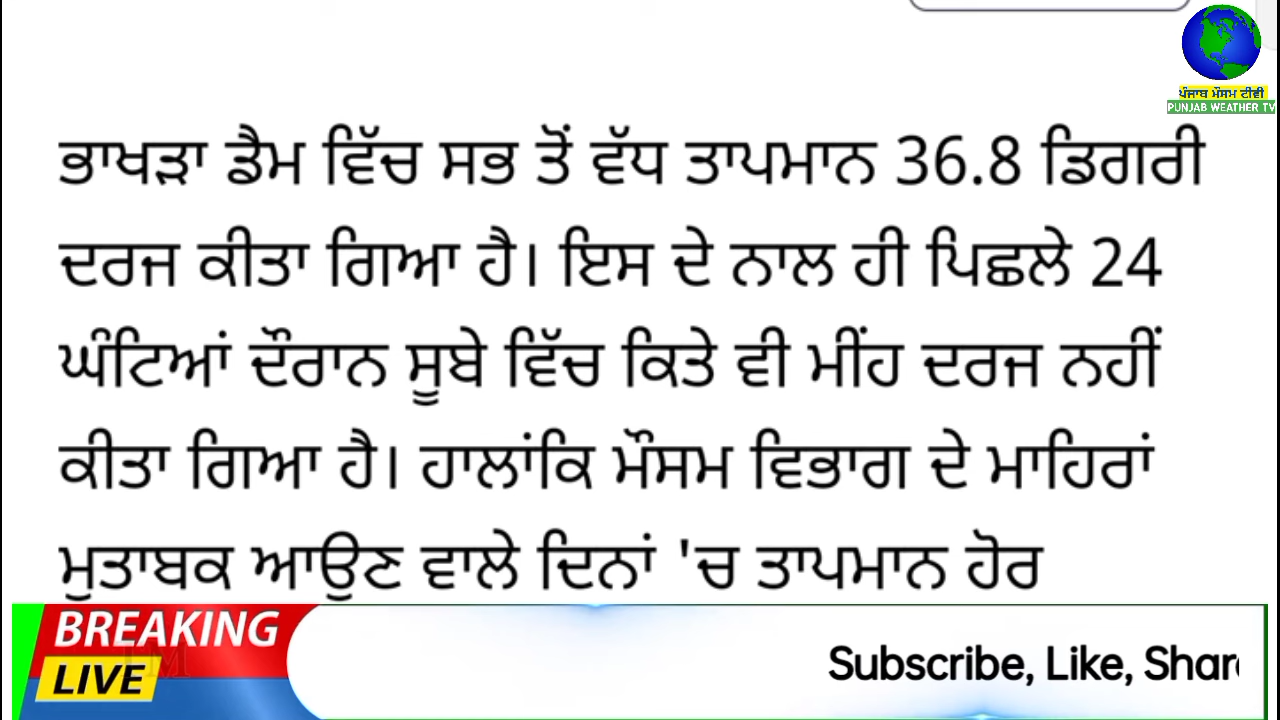 ਪੰਜਾਬ ਮੌਸਮ ਟੀਵੀ
PUNJAB WEATHER TV
ਭਾਖੜਾ ਡੈਮ ਵਿੱਚ ਸਭ ਤੋਂ ਵੱਧ ਤਾਪਮਾਨ 36.8 ਡਿਗਰੀ
ਦਰਜ ਕੀਤਾ ਗਿਆ ਹੈ। ਇਸ ਦੇ ਨਾਲ ਹੀ ਪਿਛਲੇ 24
ਘੰਟਿਆਂ ਦੌਰਾਨ ਸੂਬੇ ਵਿੱਚ ਕਿਤੇ ਵੀ ਮੀਂਹ ਦਰਜ ਨਹੀਂ
ਕੀਤਾ ਗਿਆ ਹੈ। ਹਾਲਾਂਕਿ ਮੌਸਮ ਵਿਭਾਗ ਦੇ ਮਾਹਿਰਾਂ
ਮੁਤਾਬਕ ਆਉਣ ਵਾਲੇ ਦਿਨਾਂ 'ਚ ਤਾਪਮਾਨ ਹੋਰ
BREAKING
LIVE
Subscribe, Like, Share